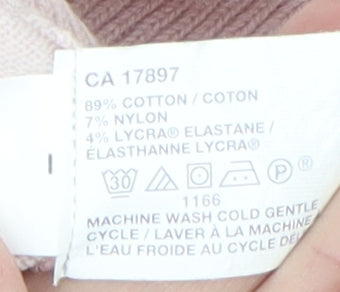 CA 17897
89% COTTON / COTON
7% NYLON
4% LYCRA® ELASTANE /
ÉLASTHANNE LYCRA®
30 P ®
1166
MACHINE WASH COLD GENTLE
CYCLE / LAVER À LA MACHINE
L'EAU FROIDE AU CYCLE